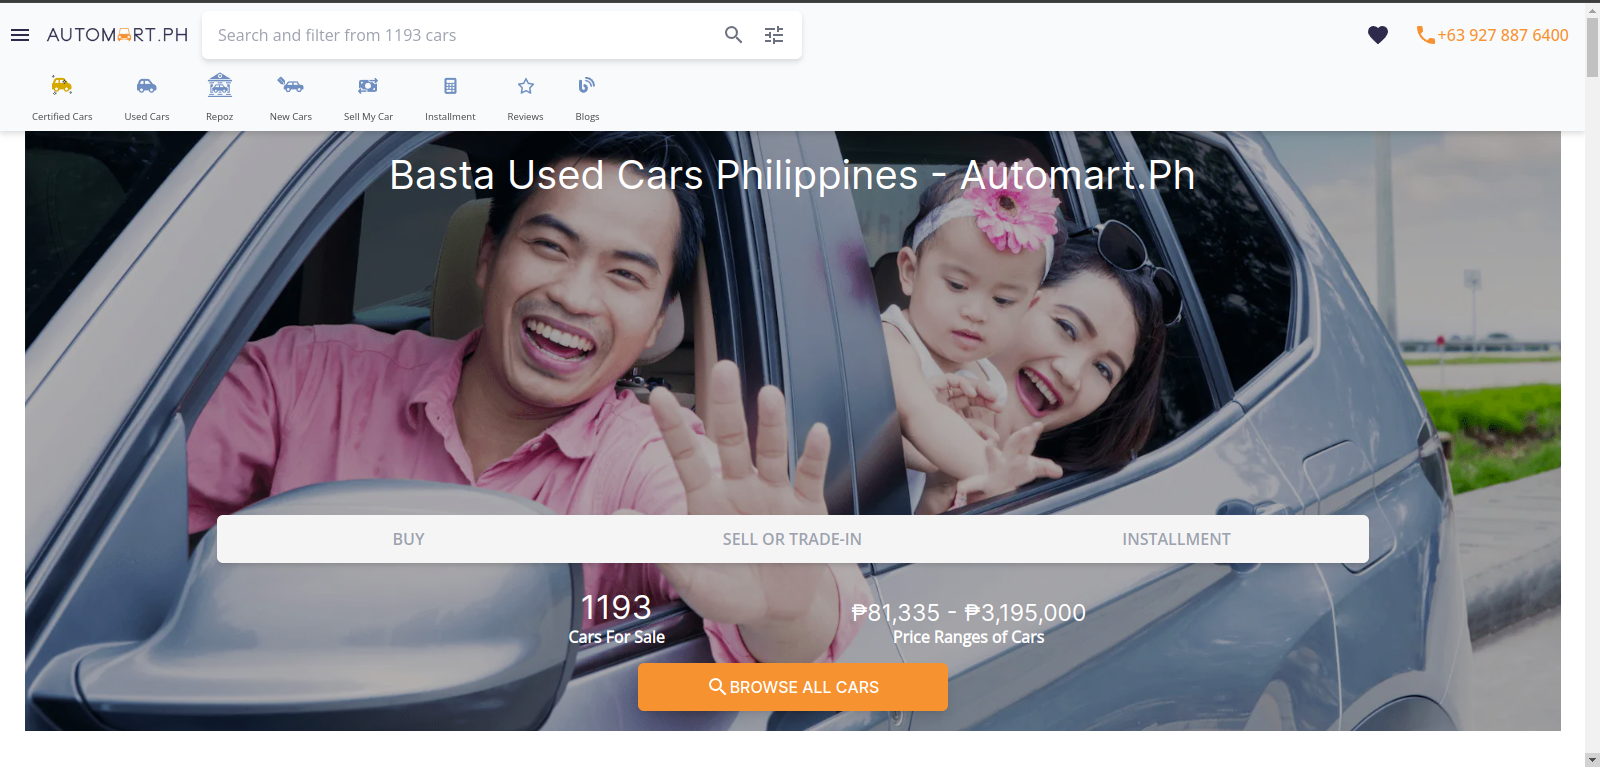 AUTOMART.PH
Search and filter from 1193 cars
+63 927 887 6400
Certified Cars
Used Cars
Repoz
New Cars
Sell My Car
Installment
Reviews
Blogs
Basta Used Cars Philippines - Automart.Ph
BUY
SELL OR TRADE-IN
INSTALLMENT
1193
Cars For Sale
₱81,335 - ₱3,195,000
Price Ranges of Cars
BROWSE ALL CARS